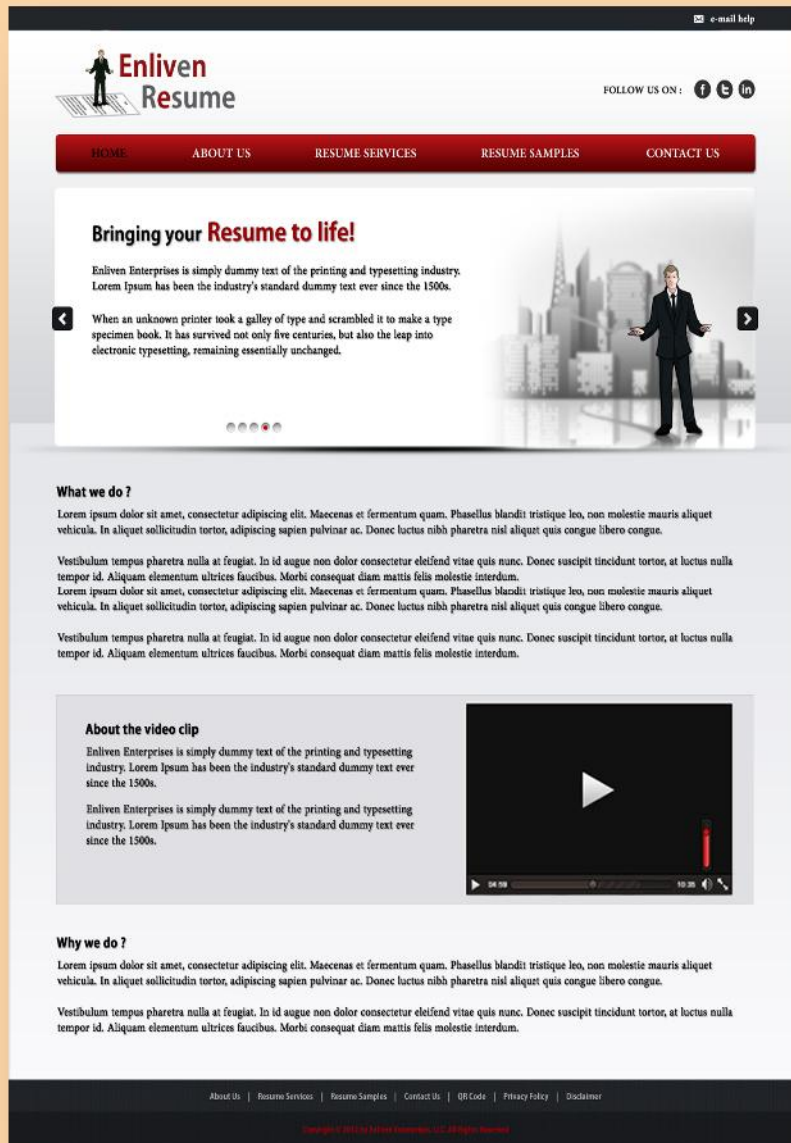 e-mail help
Enliven
Resume
FOLLOW US ON :
HOME ABOUT US RESUME SERVICES RESUME SAMPLES CONTACT US
Bringing your Resume to life!
Enliven Enterprises is simply dummy text of the printing and typesetting industry.
Lorem Ipsum has been the industry's standard dummy text ever since the 1500s.
When an unknown printer took a galley of type and scrambled it to make a type
specimen book. It has survived not only five centuries, but also the leap into
electronic typesetting, remaining essentially unchanged.
What we do ?
Lorem ipsum dolor sit amet, consectetur adipiscing elit. Maecenas et fermentum quam. Phasellus blandit tristique leo, non molestie mauris aliquet
vehicula. In aliquet sollicitudin tortor, adipiscing sapien pulvinar ac. Donec luctus nibh pharetra nisl aliquet quis congue libero congue.
Vestibulum tempus pharetra nulla at feugiat. In id augue non dolor consectetur eleifend vitae quis nunc. Donec suscipit tincidunt tortor, at luctus nulla
tempor id. Aliquam elementum ultrices faucibus. Morbi consequat diam mattis felis molestie interdum.
Lorem ipsum dolor sit amet, consectetur adipiscing elit. Maecenas et fermentum quam. Phasellus blandit tristique leo, non molestie mauris aliquet
vehicula. In aliquet sollicitudin tortor, adipiscing sapien pulvinar ac. Donec luctus nibh pharetra nisl aliquet quis congue libero congue.
Vestibulum tempus pharetra nulla at feugiat. In id augue non dolor consectetur eleifend vitae quis nunc. Donec suscipit tincidunt tortor, at luctus nulla
tempor id. Aliquam elementum ultrices faucibus. Morbi consequat diam mattis felis molestie interdum.
About the video clip
Enliven Enterprises is simply dummy text of the printing and typesetting
industry. Lorem Ipsum has been the industry's standard dummy text ever
since the 1500s.
Enliven Enterprises is simply dummy text of the printing and typesetting
industry. Lorem Ipsum has been the industry's standard dummy text ever
since the 1500s.
04:59 10:35
Why we do ?
Lorem ipsum dolor sit amet, consectetur adipiscing elit. Maecenas et fermentum quam. Phasellus blandit tristique leo, non molestie mauris aliquet
vehicula. In aliquet sollicitudin tortor, adipiscing sapien pulvinar ac. Donec luctus nibh pharetra nisl aliquet quis congue libero congue.
Vestibulum tempus pharetra nulla at feugiat. In id augue non dolor consectetur eleifend vitae quis nunc. Donec suscipit tincidunt tortor, at luctus nulla
tempor id. Aliquam elementum ultrices faucibus. Morbi consequat diam mattis felis molestie interdum.
About Us | Resume Services | Resume Samples | Contact Us | QR Code | Privacy Policy | Disclaimer
Copyright © by Enliven Enterprises, LLC. All Rights Reserved